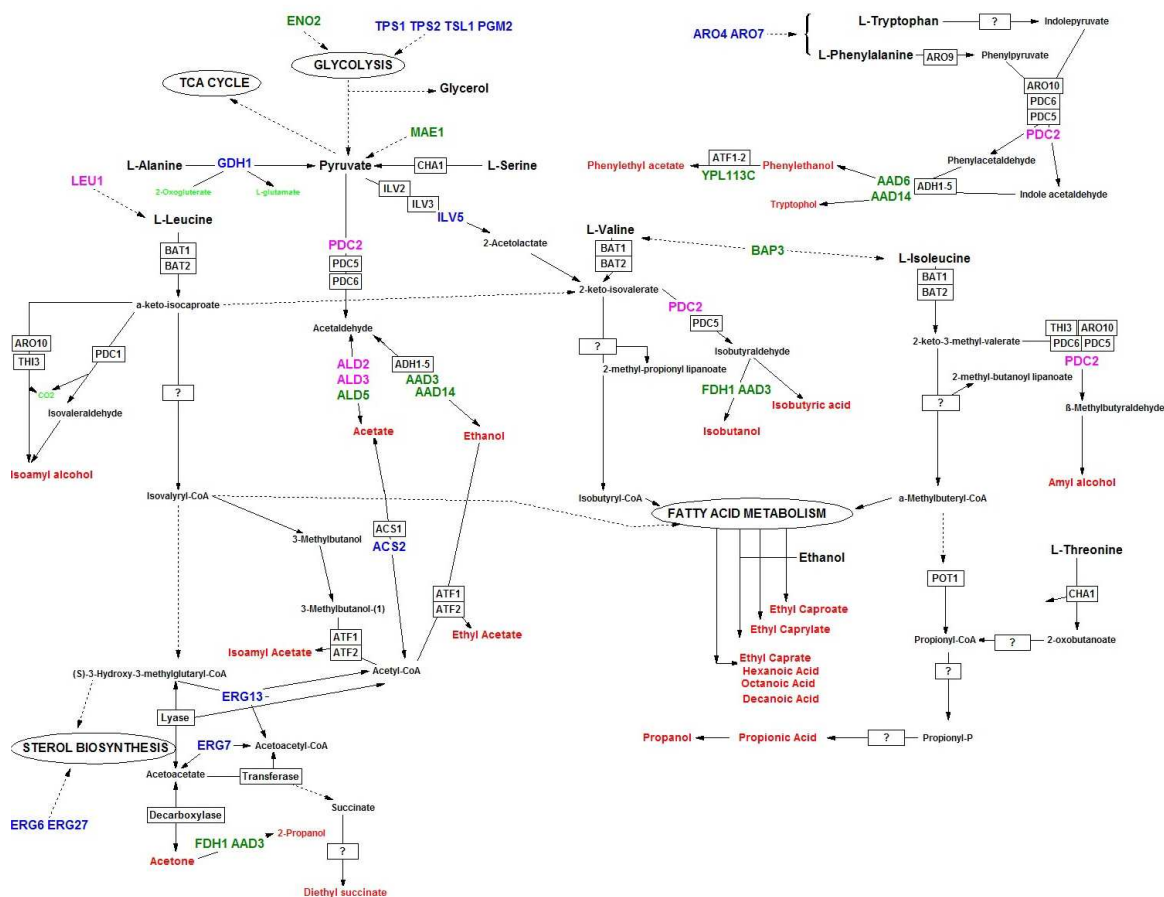 ENO2
TPS1 TPS2 TSL1 PGM2
GLYCOLYSIS
TCA CYCLE
Glycerol
MAE1
L-Alanine
GDH1
Pyruvate
CHA1
L-Serine
LEU1
2-Oxogluterate
L-glutamate
ILV2
ILV3
ILV5
L-Leucine
BAT1
BAT2
PDC2
PDC5
PDC6
2-Acetolactate
a-keto-isocaproate
Acetaldehyde
ARO10
THI3
PDC1
CO2
Isovaleraldehyde
?
ALD2
ALD3
ALD5
ADH1-5
AAD3
AAD14
Acetate
Ethanol
Isoamyl alcohol
Isovalyryl-CoA
3-Methylbutanol
ACS1
ACS2
3-Methylbutanol-(1)
ATF1
ATF2
Isoamyl Acetate
ATF1
ATF2
Ethyl Acetate
Acetyl-CoA
(S)-3-Hydroxy-3-methylglutaryl-CoA
ERG13
Lyase
STEROL BIOSYNTHESIS
ERG7
Acetoacetyl-CoA
Acetoacetate
Transferase
Decarboxylase
Succinate
ERG6 ERG27
FDH1 AAD3
2-Propanol
Acetone
?
Diethyl succinate
ARO4 ARO7
L-Tryptophan
?
Indolepyruvate
L-Phenylalanine
ARO9
Phenylpyruvate
ARO10
PDC6
PDC5
PDC2
Phenylacetaldehyde
Phenylethyl acetate
ATF1-2
YPL113C
Phenylethanol
AAD6
AAD14
ADH1-5
Indole acetaldehyde
Tryptophol
L-Valine
BAT1
BAT2
BAP3
L-Isoleucine
BAT1
BAT2
2-keto-isovalerate
PDC2
PDC5
?
2-methyl-propionyl lipanoate
Isobutyraldehyde
FDH1 AAD3
Isobutyric acid
Isobutanol
2-keto-3-methyl-valerate
THI3
ARO10
PDC6
PDC5
PDC2
2-methyl-butanoyl lipanoate
?
ß-Methylbutyraldehyde
Amyl alcohol
Isobutyryl-CoA
FATTY ACID METABOLISM
a-Methylbuteryl-CoA
Ethanol
Ethyl Caproate
Ethyl Caprylate
Ethyl Caprate
Hexanoic Acid
Octanoic Acid
Decanoic Acid
L-Threonine
POT1
CHA1
Propionyl-CoA
?
2-oxobutanoate
?
Propanol
Propionic Acid
?
Propionyl-P